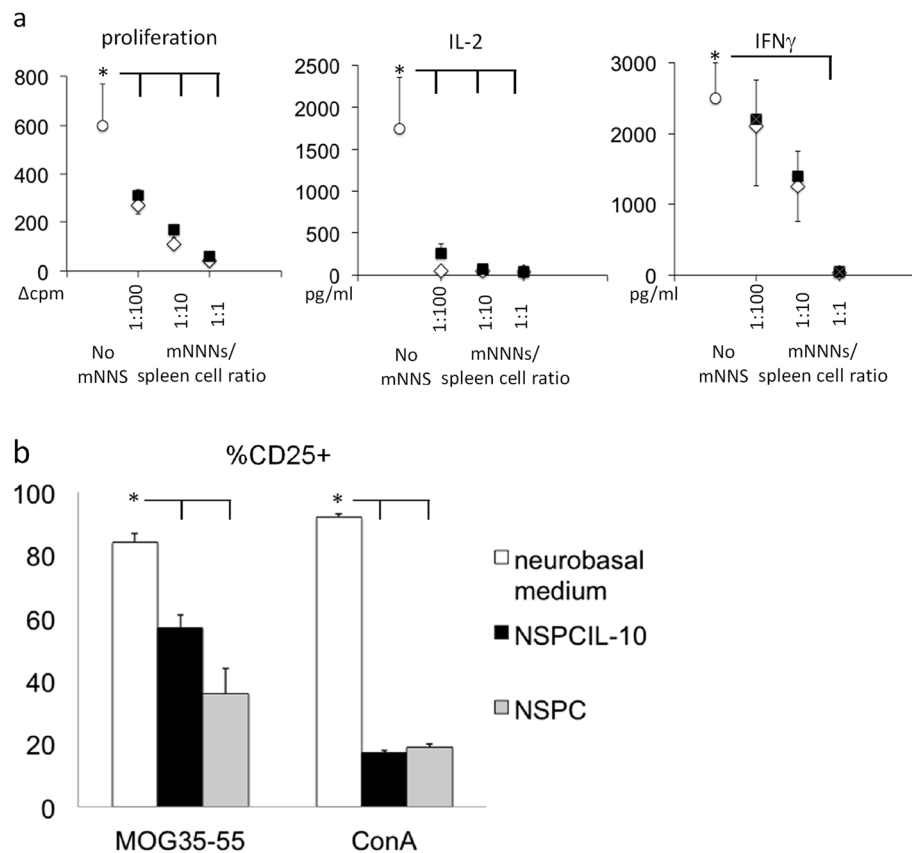 a
proliferation
*
800
600
400
200
0
Δcpm
1:100
1:10
1:1
No
mNNS
mNNNs/
spleen cell ratio
IL-2
*
2500
2000
1500
1000
500
0
pg/ml
1:100
1:10
1:1
No
mNNS
mNNNs/
spleen cell ratio
IFNγ
*
3000
2000
1000
0
pg/ml
1:100
1:10
1:1
No
mNNS
mNNNs/
spleen cell ratio
b
%CD25+
100
80
60
40
20
0
*
*
MOG35-55
ConA
neurobasal
medium
NSPCIL-10
NSPC